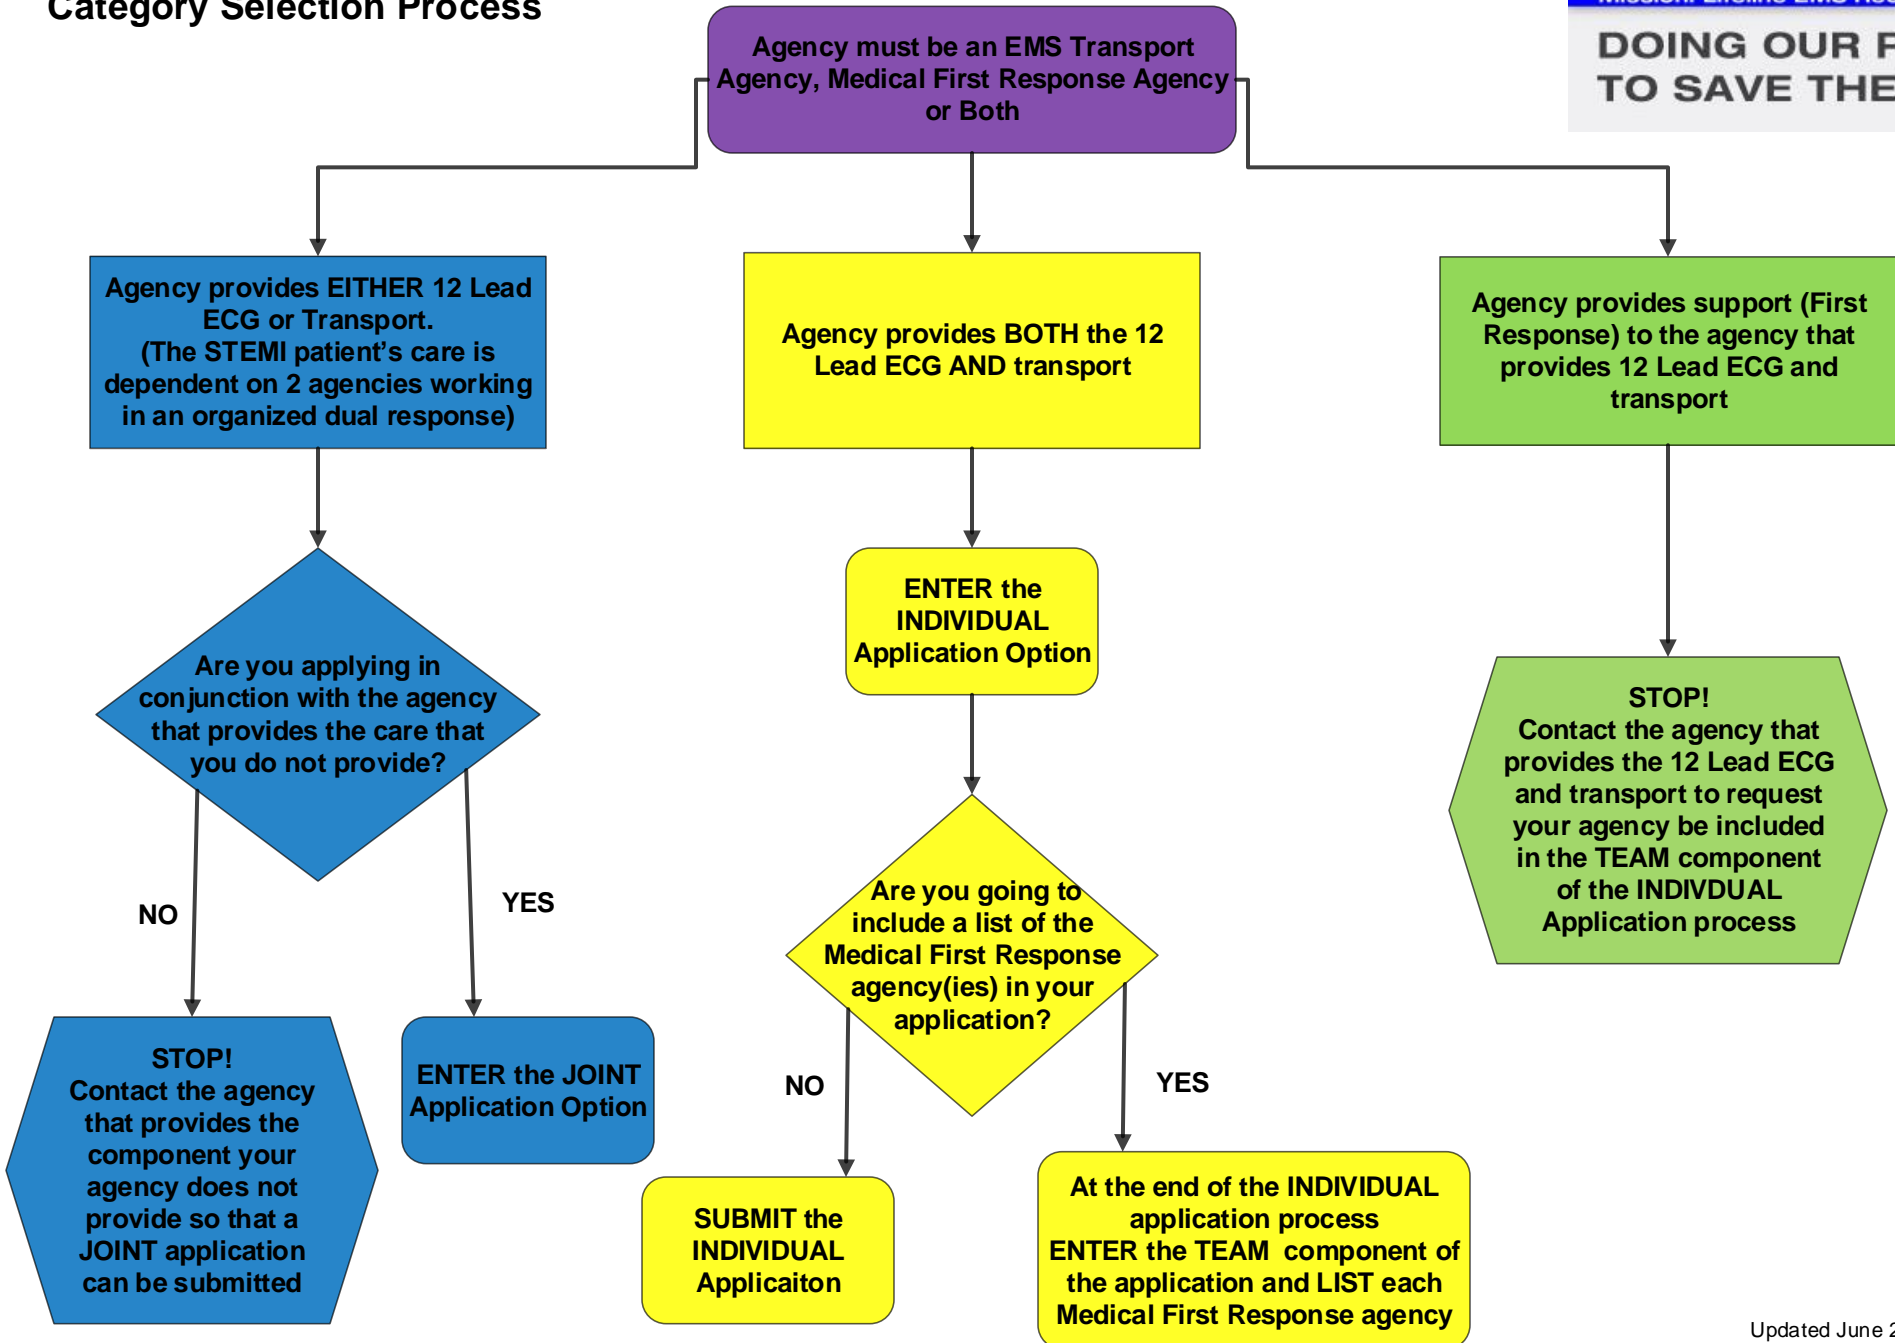 Category Selection Process
DOING OUR
TO SAVE THE
Agency must be an EMS Transport
Agency, Medical First Response Agency
or Both
Agency provides EITHER 12 Lead
ECG or Transport.
(The STEMI patient's care is
dependent on 2 agencies working
in an organized dual response)
Agency provides BOTH the 12
Lead ECG AND transport
Agency provides support (First
Response) to the agency that
provides 12 Lead ECG and
transport
Are you applying in
conjunction with the agency
that provides the care that
you do not provide?
ENTER the
INDIVIDUAL
Application Option
STOP!
Contact the agency that
provides the 12 Lead ECG
and transport to request
your agency be included
in the TEAM component
of the INDIVDUAL
Application process
NO
YES
Are you going to
include a list of the
Medical First Response
agency(ies) in your
application?
STOP!
Contact the agency
that provides the
component your
agency does not
provide so that a
JOINT application
can be submitted
ENTER the JOINT
Application Option
NO
YES
SUBMIT the
INDIVIDUAL
Applicaiton
At the end of the INDIVIDUAL
application process
ENTER the TEAM component of
the application and LIST each
Medical First Response agency
Updated June